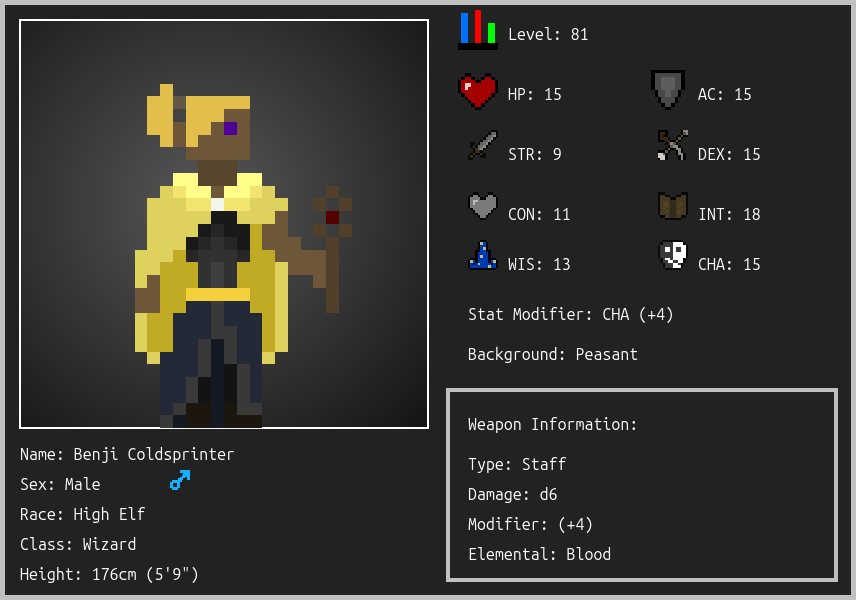 Level: 81
HP: 15
AC: 15
STR: 9
DEX: 15
CON: 11
INT: 18
WIS: 13
CHA: 15
Stat Modifier: CHA (+4)
Background: Peasant
Weapon Information:
Type: Staff
Damage: d6
Modifier: (+4)
Elemental: Blood
Name: Benji Coldsprinter
Sex: Male
Race: High Elf
Class: Wizard
Height: 176cm (5'9")